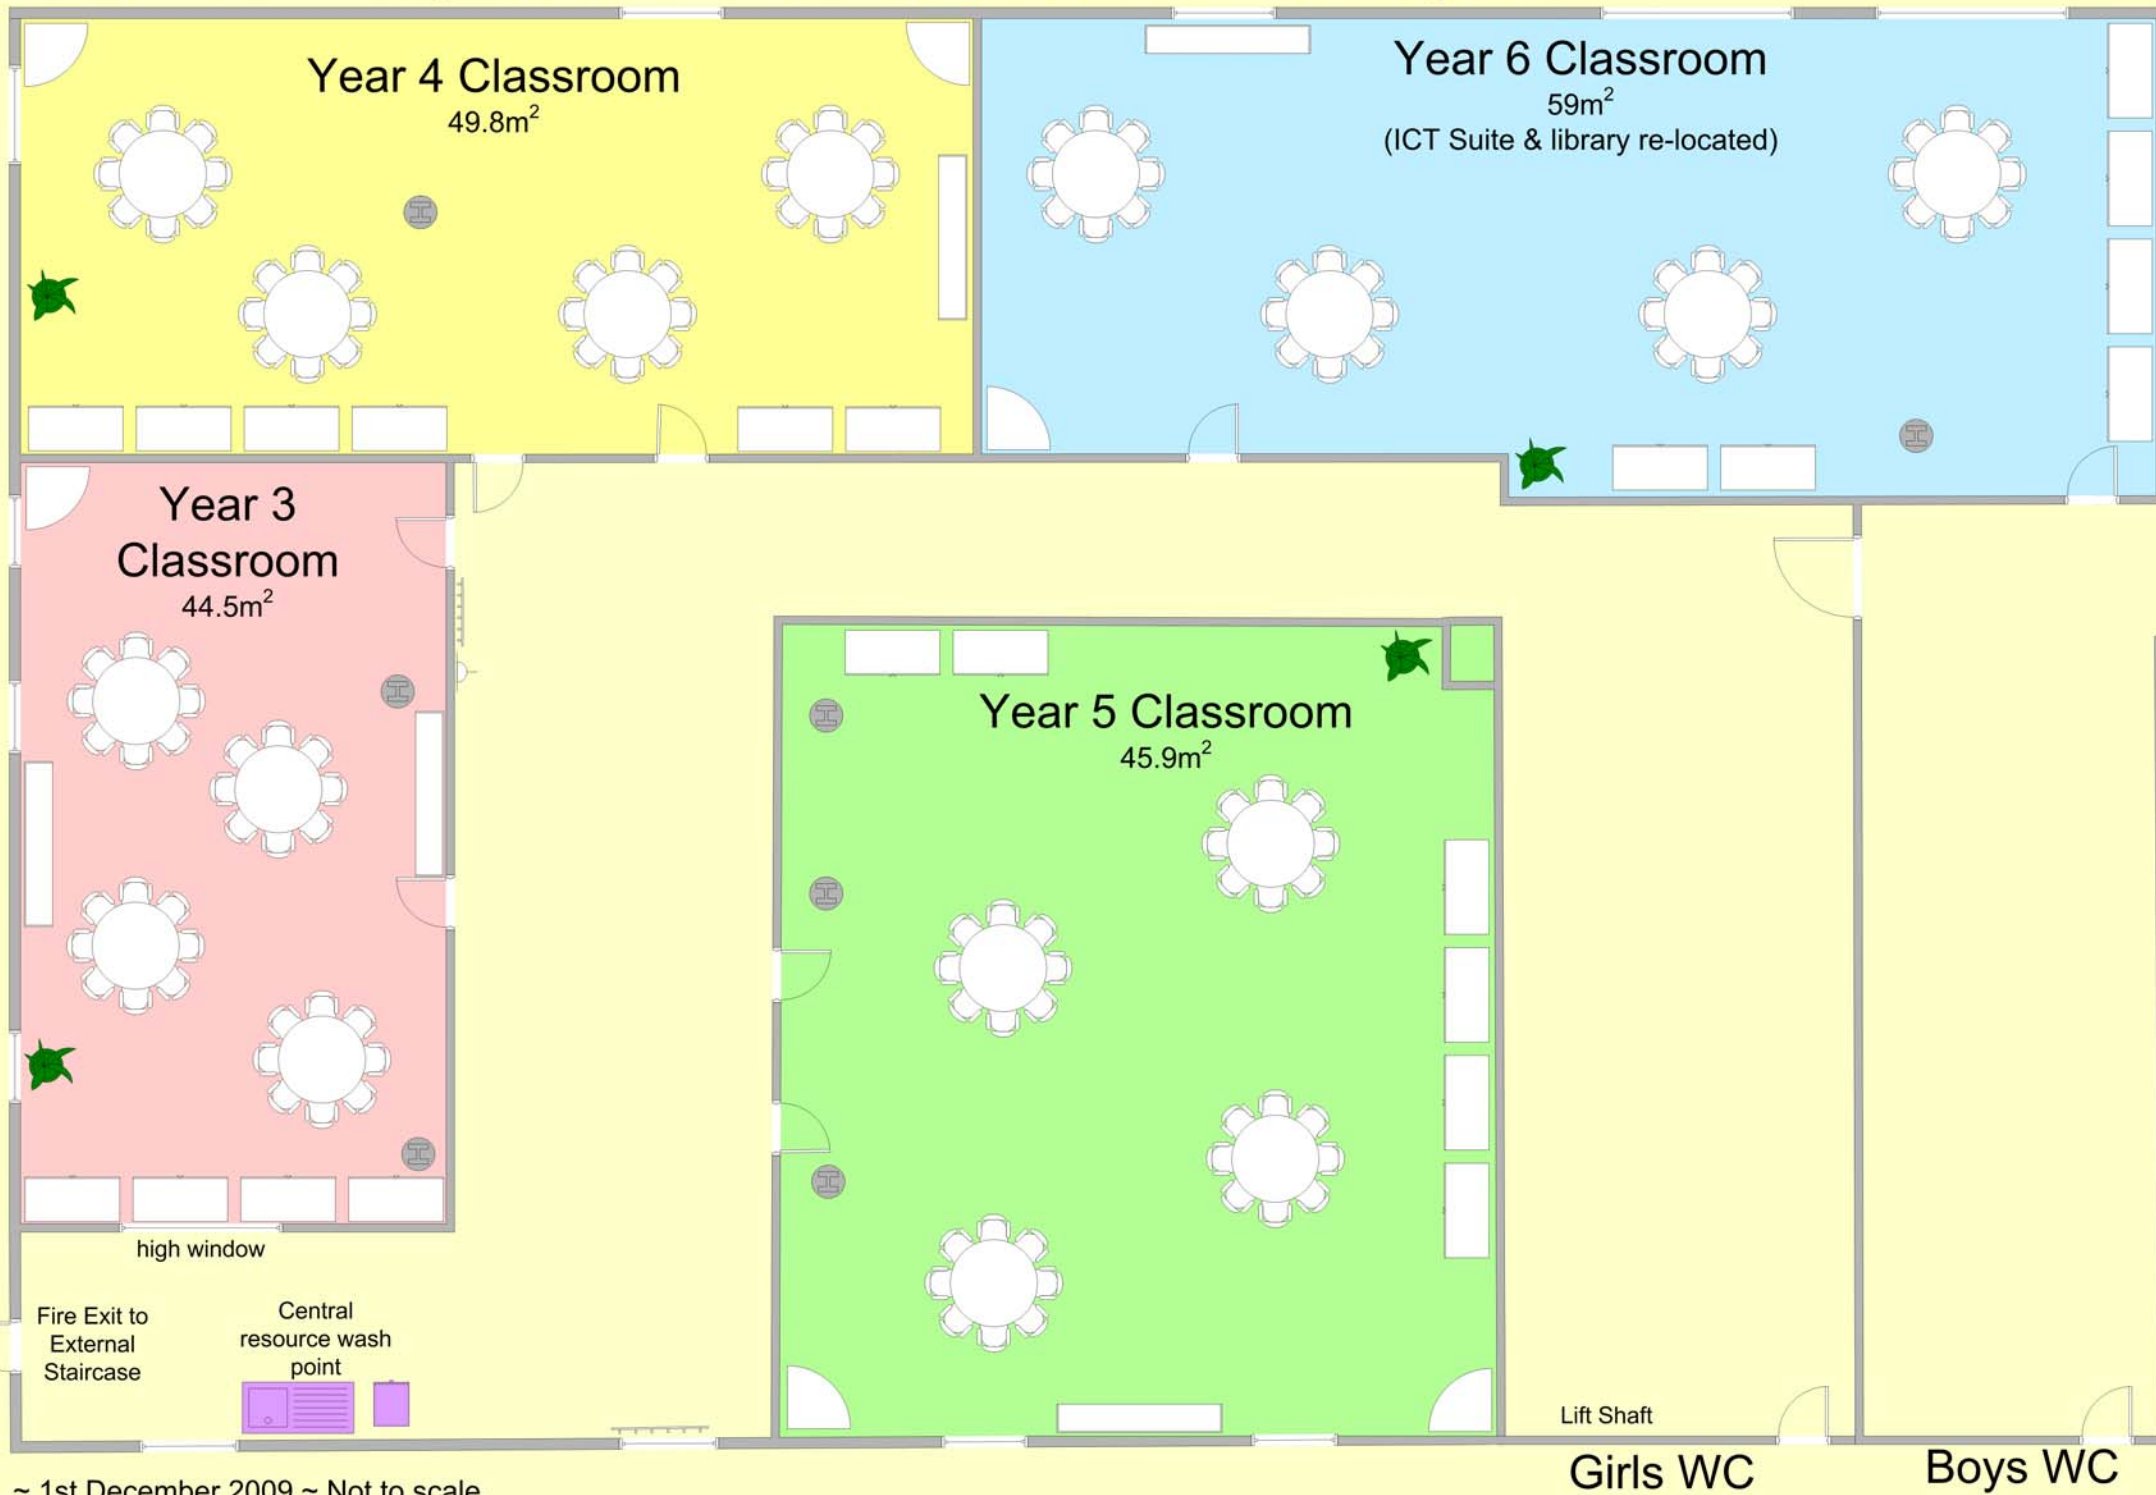 Year 4 Classroom
49.8m²
Year 6 Classroom
59m²
(ICT Suite & library re-located)
Year 3
Classroom
44.5m²
Year 5 Classroom
45.9m²
high window
Fire Exit to
External
Staircase
Central
resource wash
point
Lift Shaft
Girls WC
Boys WC
~ 1st December 2009 ~ Not to scale